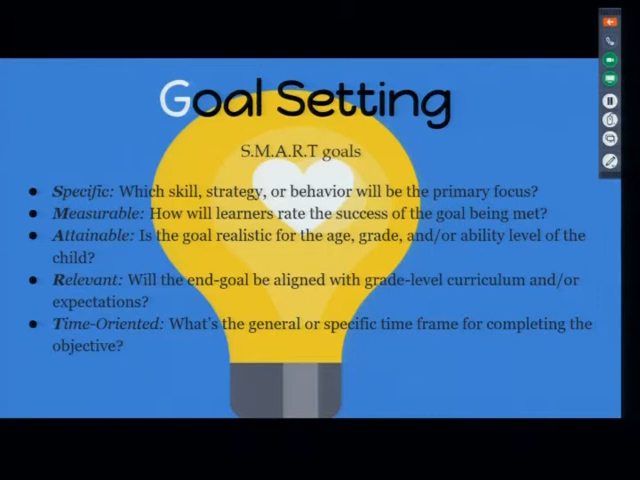 Goal Setting
S.M.A.R.T goals
● Specific: Which skill, strategy, or behavior will be the primary focus?
● Measurable: How will learners rate the success of the goal being met?
● Attainable: Is the goal realistic for the age, grade, and/or ability level of the
child?
● Relevant: Will the end-goal be aligned with grade-level curriculum and/or
expectations?
● Time-Oriented: What's the general or specific time frame for completing the
objective?